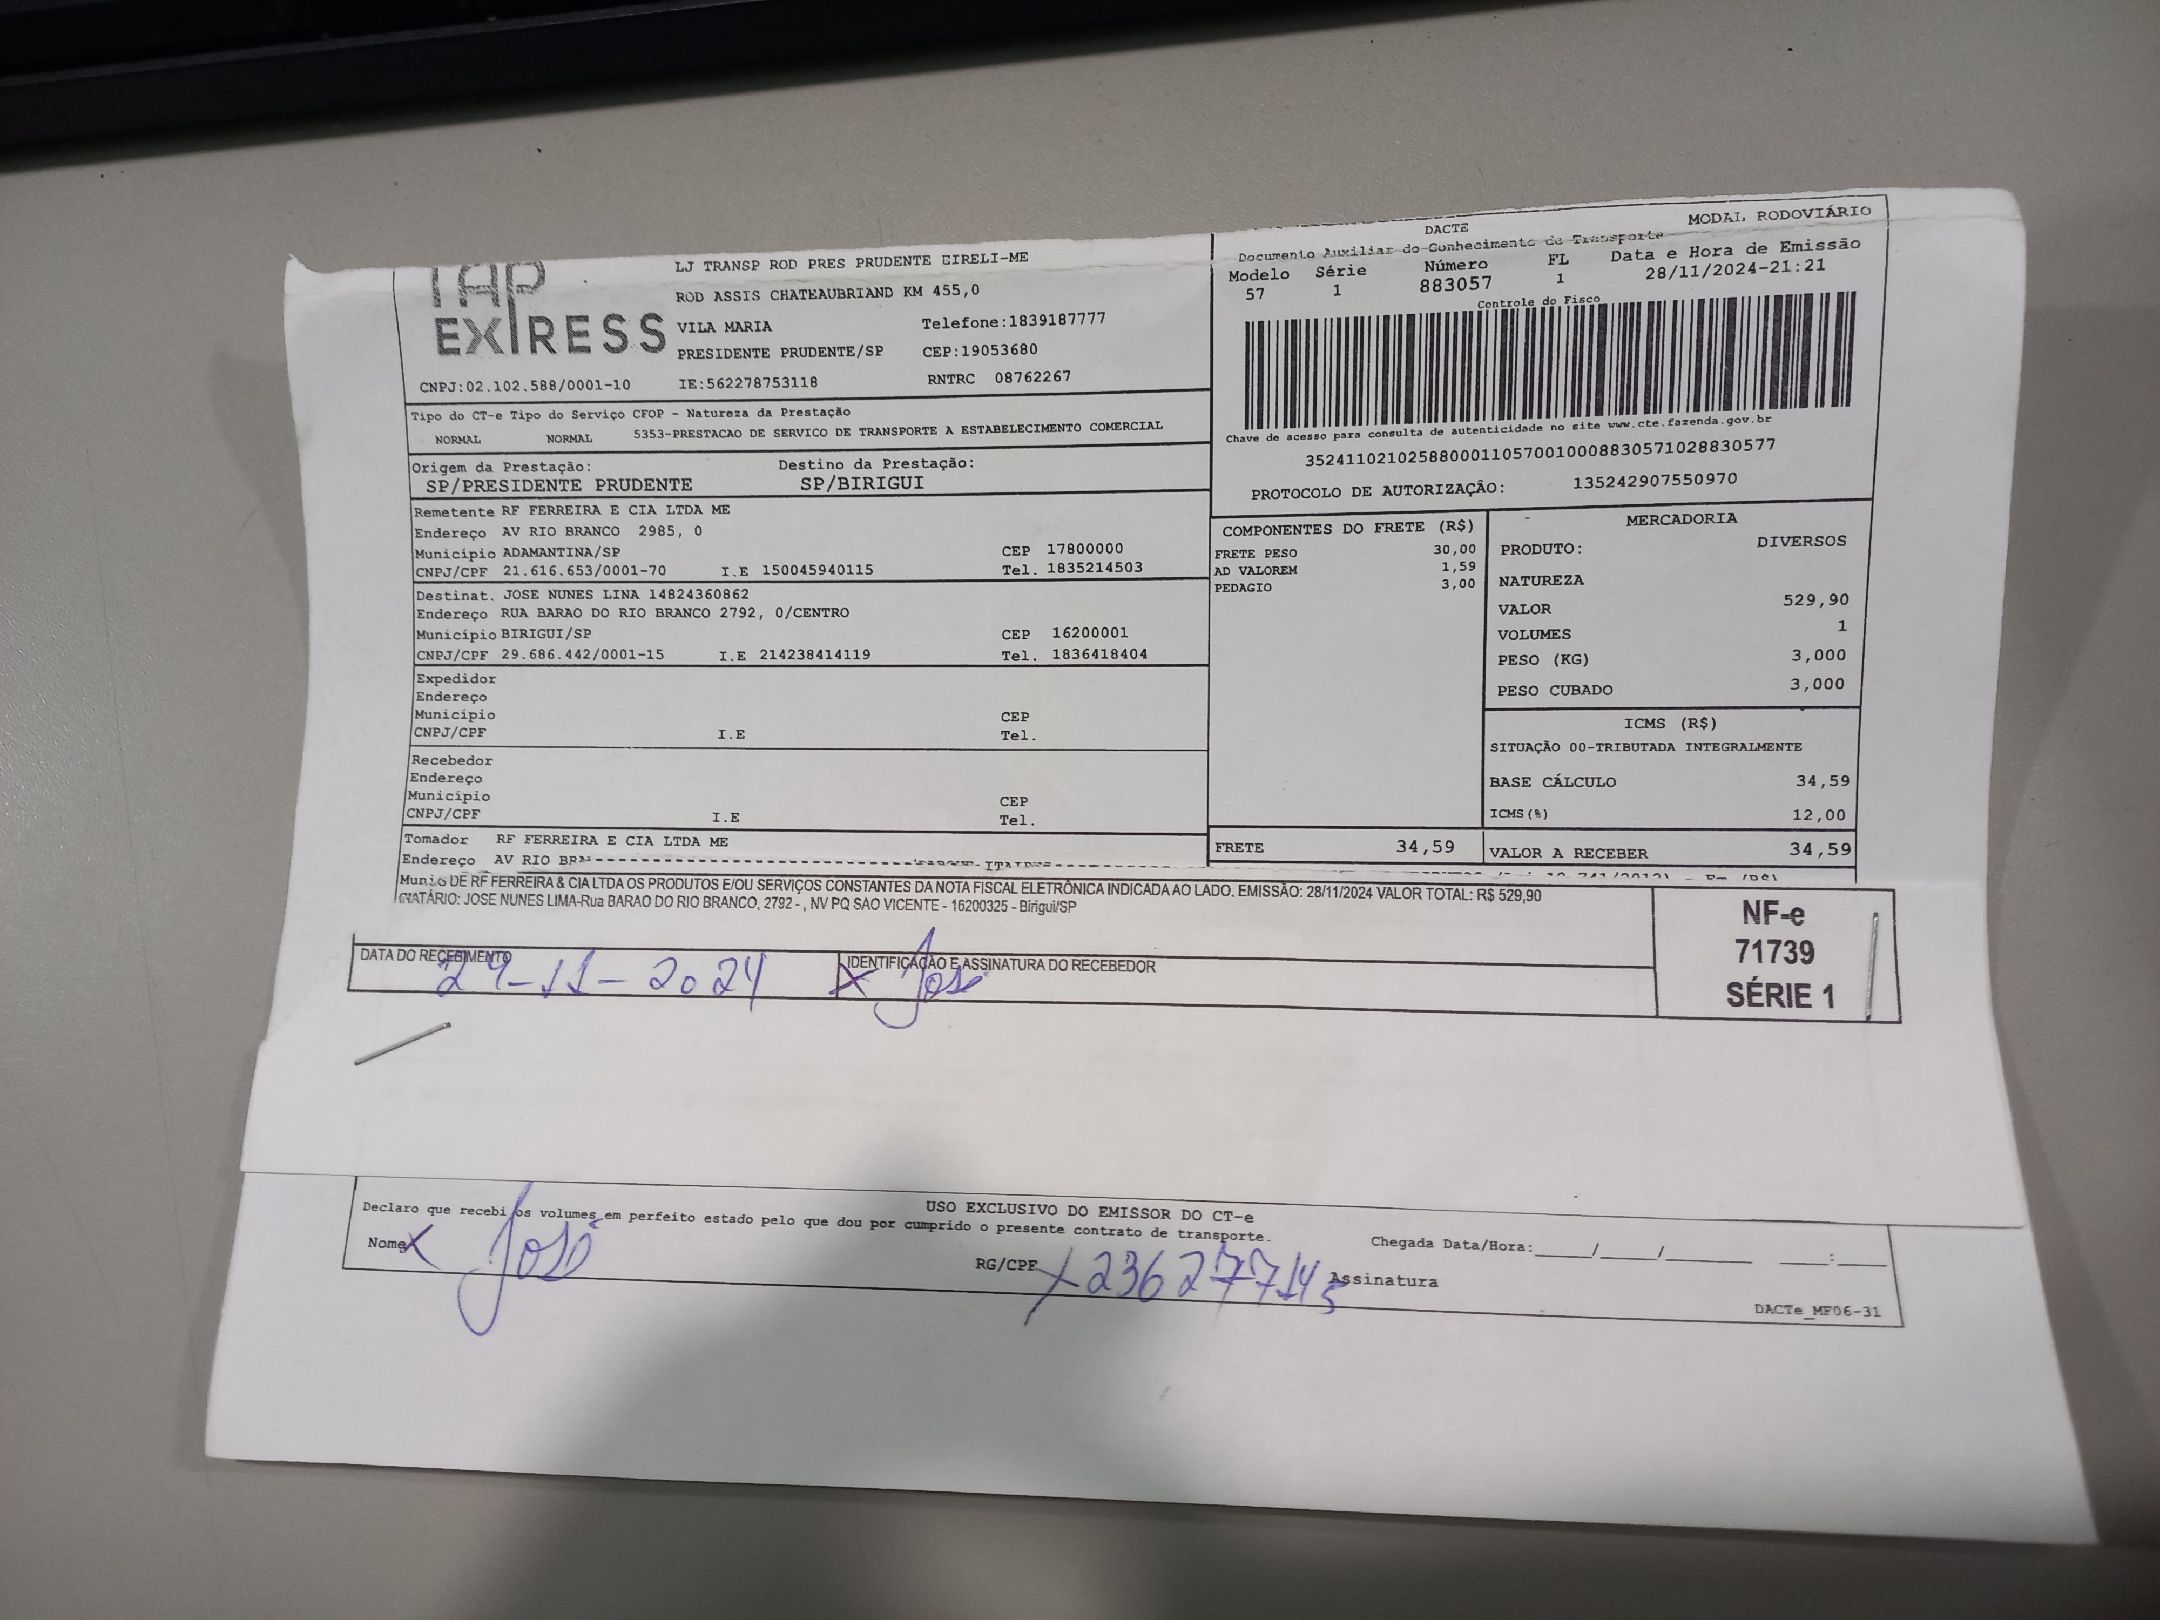 TAP
EXPRESS
LJ TRANSP ROD PRES PRUDENTE EIRELI-ME
ROD ASSIS CHATEAUBRIAND KM 455,0
VILA MARIA Telefone:1839187777
PRESIDENTE PRUDENTE/SP CEP:19053680
CNPJ:02.102.588/0001-10 IE:562278753118 RNTRC 08762267
DACTE
MODAL RODOVIÁRIO
Documento Auxiliar do Conhecimento de Transporte
Modelo Série Número FL Data e Hora de Emissão
57 1 883057 1 28/11/2024-21:21
Controle do Fisco
Chave de acesso para consulta de autenticidade no site www.cte.fazenda.gov.br
35241102102588000110570010008830571028830577
PROTOCOLO DE AUTORIZAÇÃO: 135242907550970
Tipo do CT-e Tipo do Serviço CFOP - Natureza da Prestação
NORMAL NORMAL 5353-PRESTACAO DE SERVICO DE TRANSPORTE A ESTABELECIMENTO COMERCIAL
Origem da Prestação: Destino da Prestação:
SP/PRESIDENTE PRUDENTE SP/BIRIGUI
Remetente RF FERREIRA E CIA LTDA ME
Endereço AV RIO BRANCO 2985, 0
Município ADAMANTINA/SP CEP 17800000
CNPJ/CPF 21.616.653/0001-70 I.E 150045940115 Tel. 1835214503
Destinat. JOSE NUNES LINA 14824360862
Endereço RUA BARAO DO RIO BRANCO 2792, 0/CENTRO
Município BIRIGUI/SP CEP 16200001
CNPJ/CPF 29.686.442/0001-15 I.E 214238414119 Tel. 1836418404
Expedidor
Endereço
Município CEP
CNPJ/CPF I.E Tel.
Recebedor
Endereço
Município CEP
CNPJ/CPF I.E Tel.
Tomador RF FERREIRA E CIA LTDA ME
Endereço AV RIO
COMPONENTES DO FRETE (R$)
FRETE PESO 30,00
AD VALOREM 1,59
PEDAGIO 3,00
FRETE 34,59
MERCADORIA
PRODUTO: DIVERSOS
NATUREZA
VALOR 529,90
VOLUMES 1
PESO (KG) 3,000
PESO CUBADO 3,000
ICMS (R$)
SITUAÇÃO 00-TRIBUTADA INTEGRALMENTE
BASE CÁLCULO 34,59
ICMS(%) 12,00
VALOR A RECEBER 34,59
DE RF FERREIRA & CIA LTDA OS PRODUTOS E/OU SERVIÇOS CONSTANTES DA NOTA FISCAL ELETRÔNICA INDICADA AO LADO. EMISSÃO: 28/11/2024 VALOR TOTAL: R$ 529,90
NATÁRIO: JOSE NUNES LIMA-Rua BARAO DO RIO BRANCO, 2792 - , NV PQ SAO VICENTE - 16200325 - Birigui/SP
DATA DO RECEBIMENTO IDENTIFICAÇÃO E ASSINATURA DO RECEBEDOR
29-11-2024 X José
NF-e
71739
SÉRIE 1
USO EXCLUSIVO DO EMISSOR DO CT-e
Declaro que recebi os volumes em perfeito estado pelo que dou por cumprido o presente contrato de transporte.
Nome X José RG/CPF X 236277145 Assinatura
Chegada Data/Hora:_____/_____/________ ____:____
DACTe_MF06-31